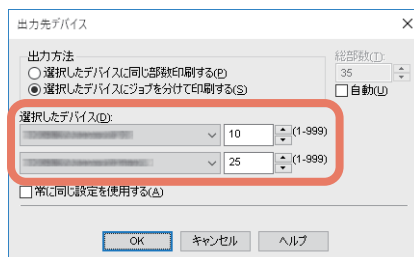 出力先デバイス
出力方法
選択したデバイスに同じ部数印刷する(P)
選択したデバイスにジョブを分けて印刷する(S)
総部数(T):
35
自動(U)
選択したデバイス(D):
10 (1-999)
25 (1-999)
常に同じ設定を使用する(A)
OK キャンセル ヘルプ